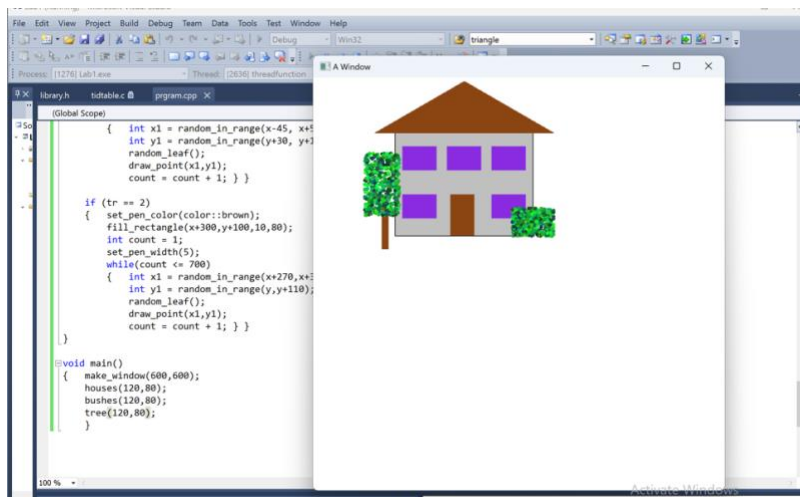 File Edit View Project Build Debug Team Data Tools Test Window Help
Debug Win32 triangle
Process: [1276] Lab1.exe Thread: [2636] threadfunction
A Window
library.h tidtable.c prgram.cpp
(Global Scope)
{ int x1 = random_in_range(x-45, x+5
int y1 = random_in_range(y+30, y+1
random_leaf();
draw_point(x1,y1);
count = count + 1; } }
if (tr == 2)
{ set_pen_color(color::brown);
fill_rectangle(x+300,y+100,10,80);
int count = 1;
set_pen_width(5);
while(count <= 700)
{ int x1 = random_in_range(x+270,x+3
int y1 = random_in_range(y,y+110);
random_leaf();
draw_point(x1,y1);
count = count + 1; } }
}
void main()
{ make_window(600,600);
houses(120,80);
bushes(120,80);
tree(120,80);
}
100 %
Activate Windows